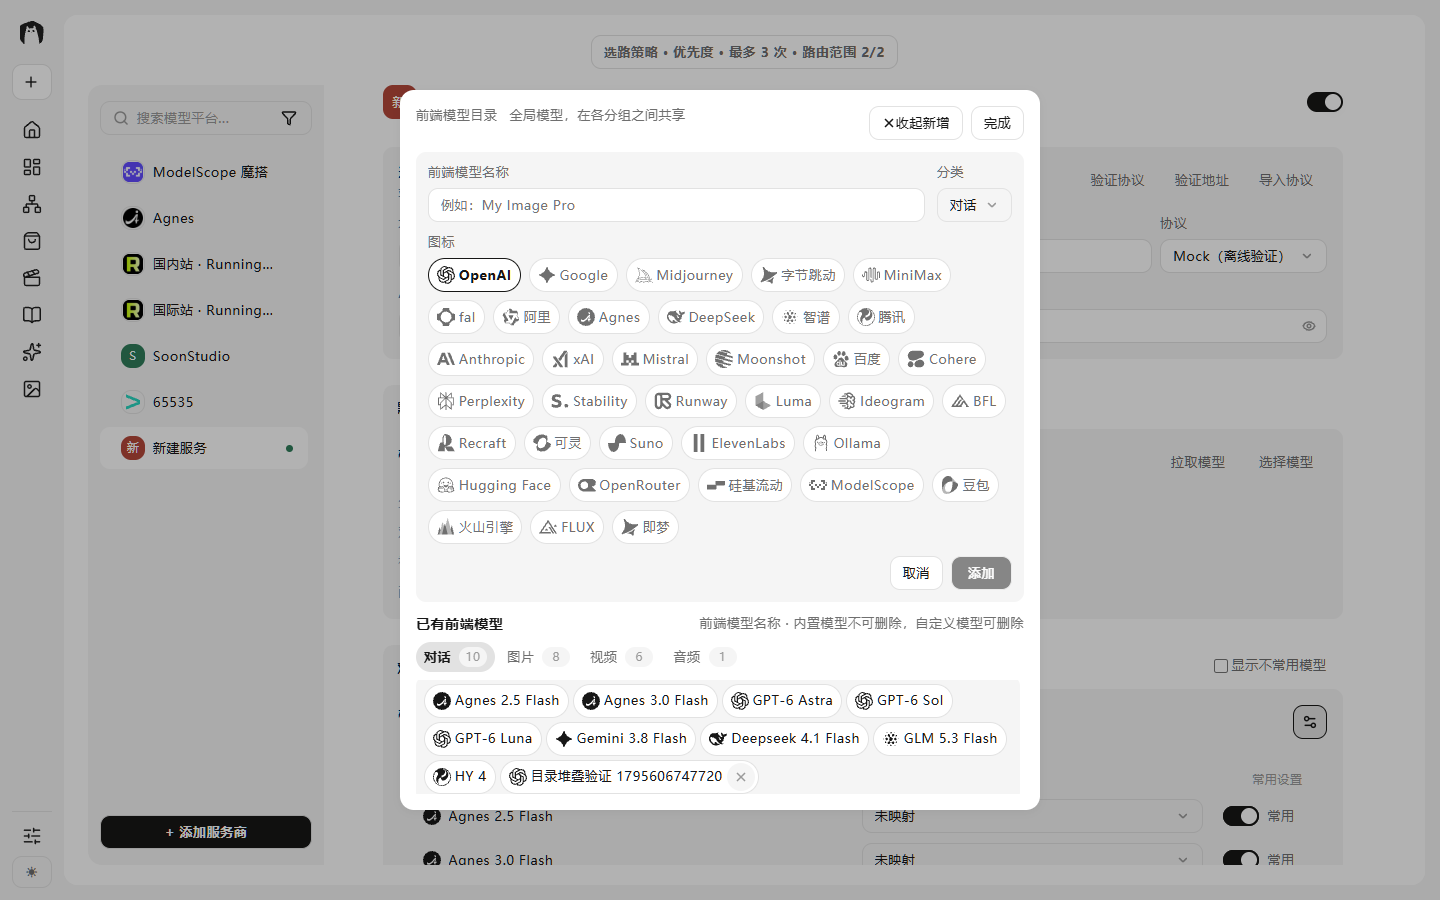 选路策略 • 优先度 • 最多 3 次 • 路由范围 2/2
搜索模型平台...
ModelScope 魔搭
Agnes
国内站 · Running...
国际站 · Running...
S SoonStudio
65535
新 新建服务
+ 添加服务商
新
前端模型目录 全局模型，在各分组之间共享
✕收起新增 完成
前端模型名称 分类
例如：My Image Pro 对话
图标
OpenAI Google Midjourney 字节跳动 MiniMax
fal 阿里 Agnes DeepSeek 智谱 腾讯
Anthropic xAI Mistral Moonshot 百度 Cohere
Perplexity Stability Runway Luma Ideogram BFL
Recraft 可灵 Suno ElevenLabs Ollama
Hugging Face OpenRouter 硅基流动 ModelScope 豆包
火山引擎 FLUX 即梦
取消 添加
已有前端模型 前端模型名称 · 内置模型不可删除，自定义模型可删除
对话 10 图片 8 视频 6 音频 1
Agnes 2.5 Flash Agnes 3.0 Flash GPT-6 Astra GPT-6 Sol
GPT-6 Luna Gemini 3.8 Flash Deepseek 4.1 Flash GLM 5.3 Flash
HY 4 目录堆叠验证 1795606747720
验证协议 验证地址 导入协议
协议
Mock（离线验证）
拉取模型 选择模型
显示不常用模型
常用设置
Agnes 2.5 Flash 未映射 常用
Agnes 3.0 Flash 未映射 常用